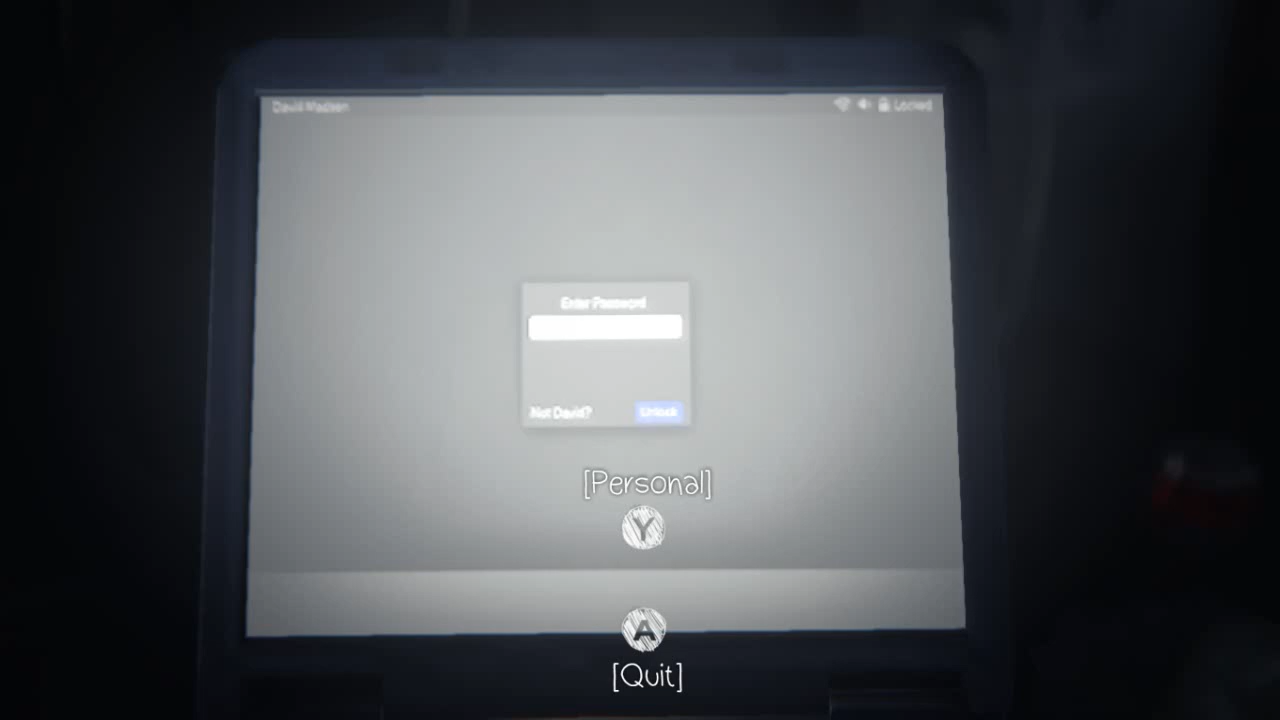 David Madsen
Locked
Enter Password
Not David?
Unlock
[Personal]
Y
A
[Quit]